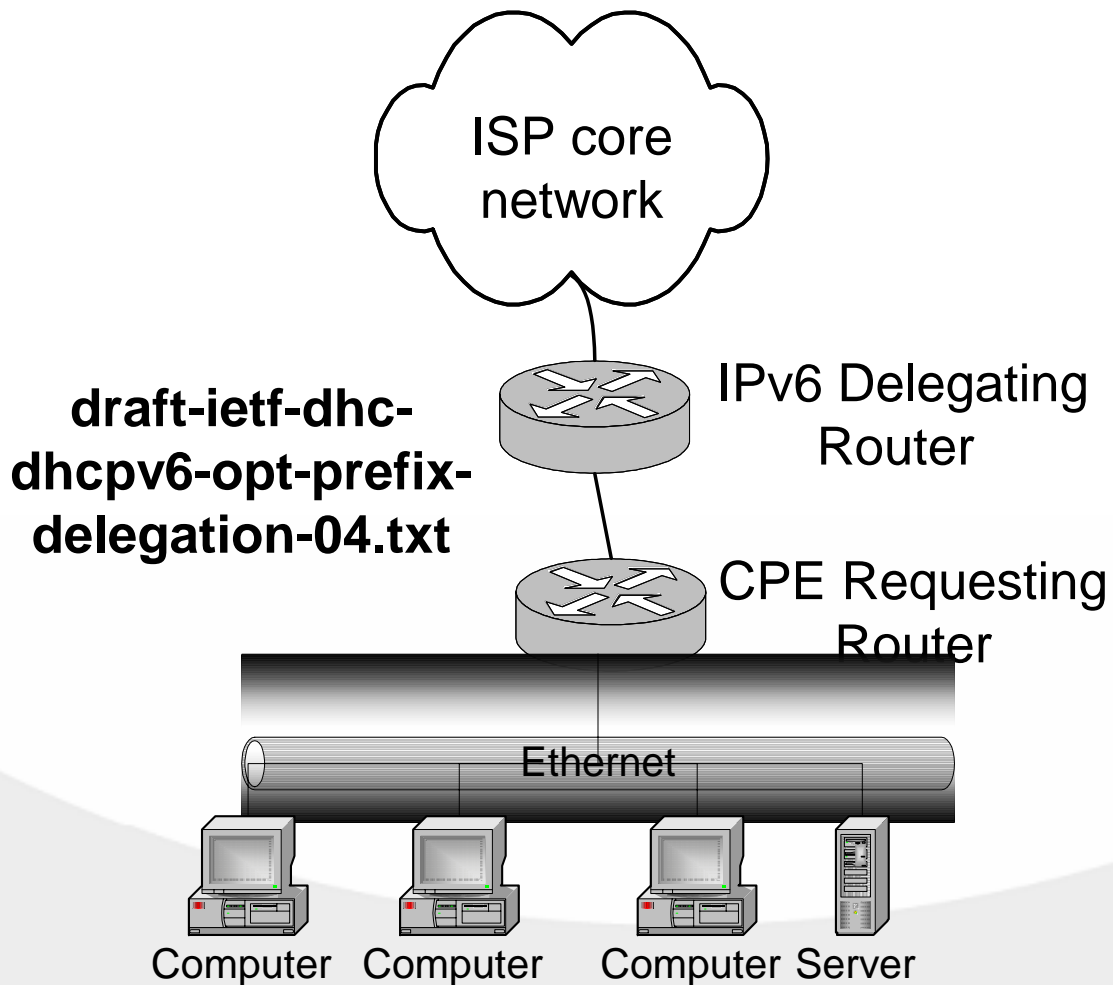 ISP core
network
draft-ietf-dhc-
dhcpv6-opt-prefix-
delegation-04.txt
IPv6 Delegating
Router
CPE Requesting
Router
Ethernet
Computer Computer Computer Server